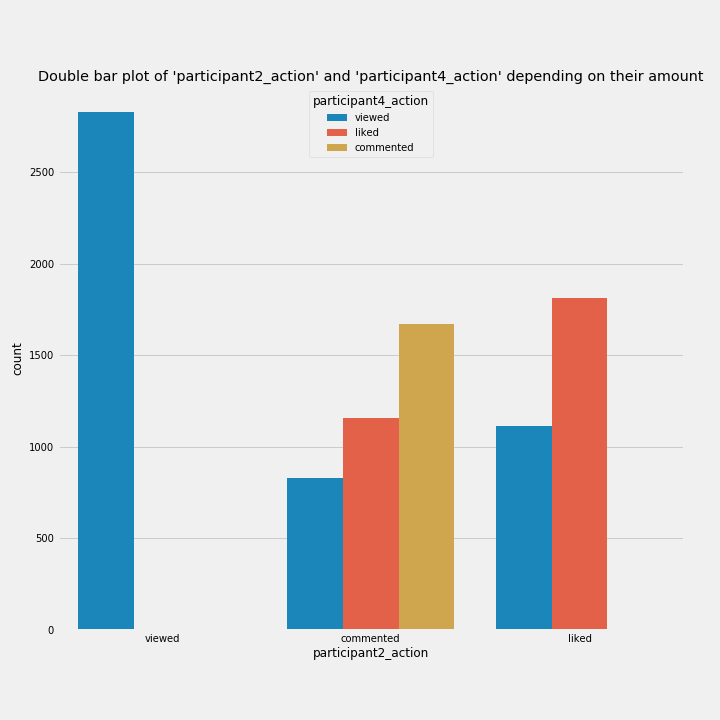 Double bar plot of 'participant2_action' and 'participant4_action' depending on their amount
participant4_action
viewed
liked
commented
2500
2000
1500
1000
500
0
count
viewed commented liked
participant2_action